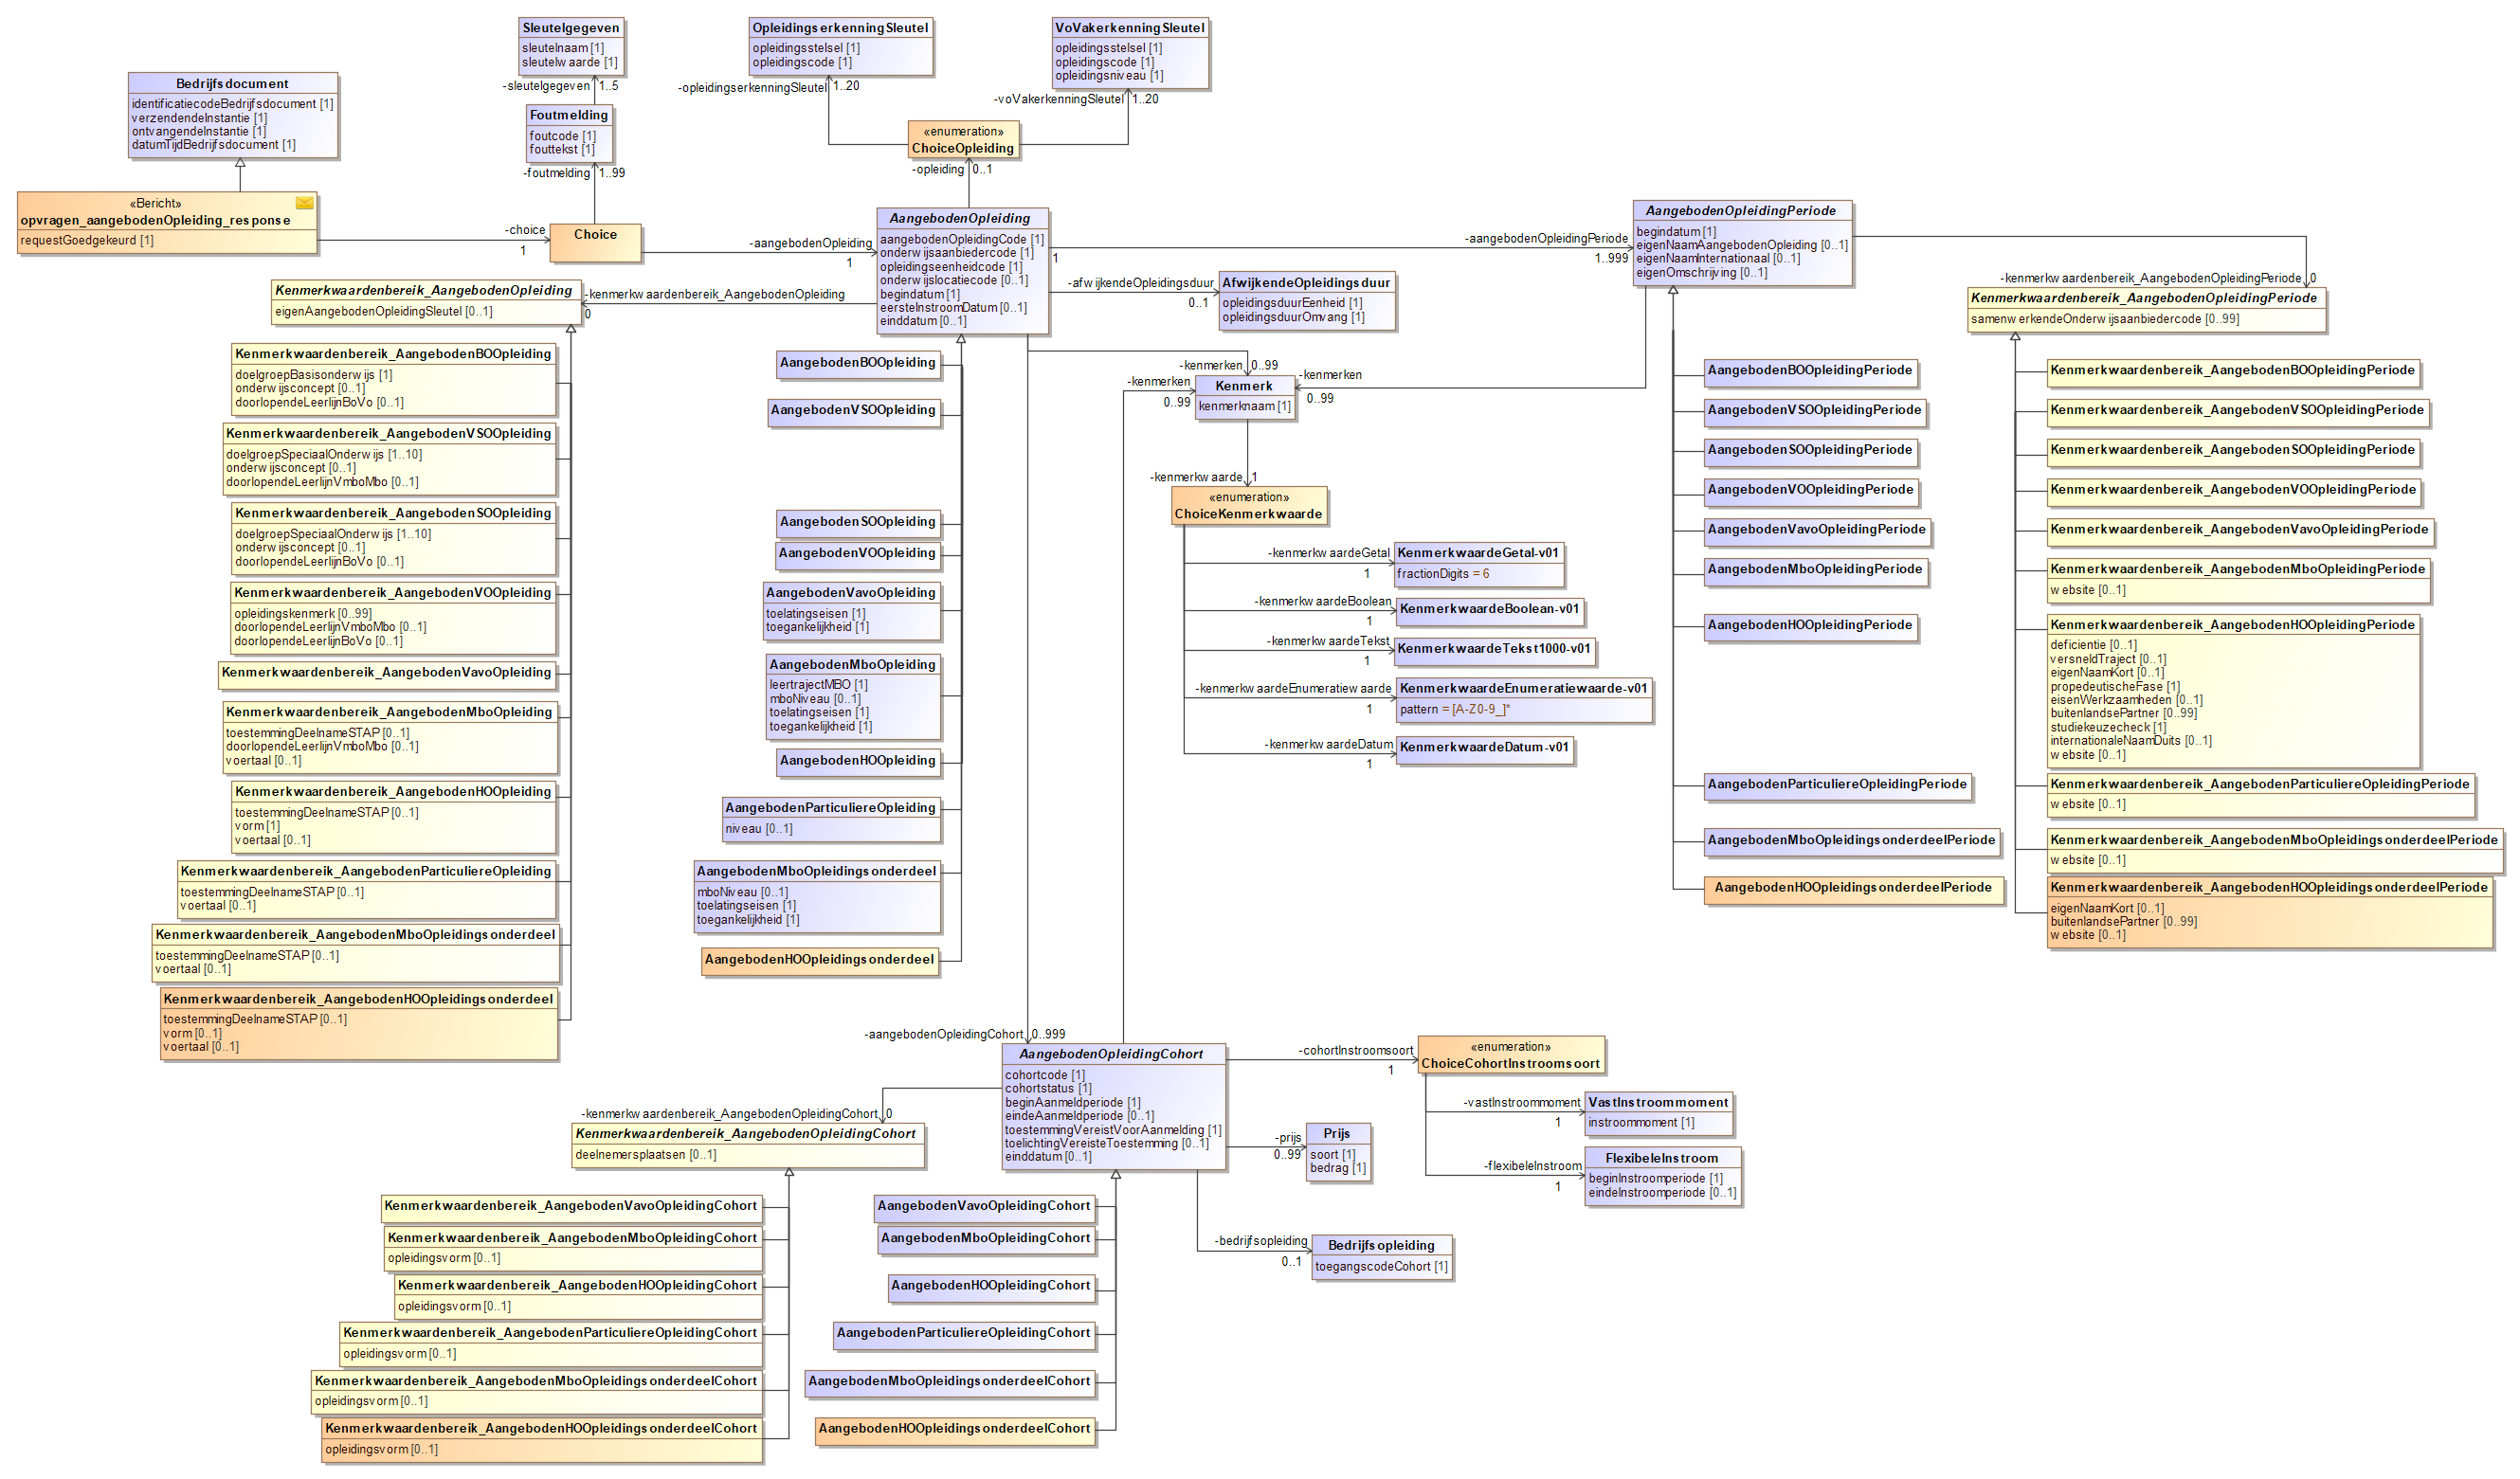 Bedrijfsdocument
identificatiecodeBedrijfsdocument [1]
verzendendeInstantie [1]
ontvangendeInstantie [1]
datumTijdBedrijfsdocument [1]
«Bericht»
opvragen_aangebodenOpleiding_response
requestGoedgekeurd [1]
-choice
1
Choice
Sleutelgegeven
sleutelnaam [1]
sleutelwaarde [1]
-sleutelgegeven
1..5
Foutmelding
foutcode [1]
fouttekst [1]
-foutmelding
1..99
-aangebodenOpleiding
1
OpleidingserkenningSleutel
opleidingsstelsel [1]
opleidingscode [1]
-opleidingserkenningSleutel
1..20
VoVakerkenningSleutel
opleidingsstelsel [1]
opleidingscode [1]
opleidingsniveau [1]
-voVakerkenningSleutel
1..20
«enumeration»
ChoiceOpleiding
-opleiding
0..1
AangebodenOpleiding
aangebodenOpleidingCode [1]
onderwijsaanbiedercode [1]
opleidingseenheidcode [1]
onderwijslocatiecode [0..1]
begindatum [1]
eersteInstroomDatum [0..1]
einddatum [0..1]
1
-aangebodenOpleidingPeriode
1..999
-afwijkendeOpleidingsduur
0..1
AfwijkendeOpleidingsduur
opleidingsduurEenheid [1]
opleidingsduurOmvang [1]
AangebodenOpleidingPeriode
begindatum [1]
eigenNaamAangebodenOpleiding [0..1]
eigenNaamInternationaal [0..1]
eigenOmschrijving [0..1]
-kenmerkwaardenbereik_AangebodenOpleidingPeriode
0
Kenmerkwaardenbereik_AangebodenOpleidingPeriode
samenwerkendeOnderwijsaanbiedercode [0..99]
-kenmerkwaardenbereik_AangebodenOpleiding
0
Kenmerkwaardenbereik_AangebodenOpleiding
eigenAangebodenOpleidingSleutel [0..1]
Kenmerkwaardenbereik_AangebodenBOOpleiding
doelgroepBasisonderwijs [1]
onderwijsconcept [0..1]
doorlopendeLeerlijnBoVo [0..1]
Kenmerkwaardenbereik_AangebodenVSOOpleiding
doelgroepSpeciaalOnderwijs [1..10]
onderwijsconcept [0..1]
doorlopendeLeerlijnVmboMbo [0..1]
Kenmerkwaardenbereik_AangebodenSOOpleiding
doelgroepSpeciaalOnderwijs [1..10]
onderwijsconcept [0..1]
doorlopendeLeerlijnBoVo [0..1]
Kenmerkwaardenbereik_AangebodenVOOpleiding
opleidingskenmerk [0..99]
doorlopendeLeerlijnVmboMbo [0..1]
doorlopendeLeerlijnBoVo [0..1]
Kenmerkwaardenbereik_AangebodenVavoOpleiding
Kenmerkwaardenbereik_AangebodenMboOpleiding
toestemmingDeelnameSTAP [0..1]
doorlopendeLeerlijnVmboMbo [0..1]
voertaal [0..1]
Kenmerkwaardenbereik_AangebodenHOOpleiding
toestemmingDeelnameSTAP [0..1]
vorm [1]
voertaal [0..1]
Kenmerkwaardenbereik_AangebodenParticuliereOpleiding
toestemmingDeelnameSTAP [0..1]
voertaal [0..1]
Kenmerkwaardenbereik_AangebodenMboOpleidingsonderdeel
toestemmingDeelnameSTAP [0..1]
voertaal [0..1]
Kenmerkwaardenbereik_AangebodenHOOpleidingsonderdeel
toestemmingDeelnameSTAP [0..1]
vorm [0..1]
voertaal [0..1]
AangebodenBOOpleiding
AangebodenVSOOpleiding
AangebodenSOOpleiding
AangebodenVOOpleiding
AangebodenVavoOpleiding
toelatingseisen [1]
toegankelijkheid [1]
AangebodenMboOpleiding
leertrajectMBO [1]
mboNiveau [0..1]
toelatingseisen [1]
toegankelijkheid [1]
AangebodenHOOpleiding
AangebodenParticuliereOpleiding
niveau [0..1]
AangebodenMboOpleidingsonderdeel
mboNiveau [0..1]
toelatingseisen [1]
toegankelijkheid [1]
AangebodenHOOpleidingsonderdeel
-kenmerken
0..99
-kenmerken
0..99
-kenmerken
0..99
Kenmerk
kenmerknaam [1]
-kenmerkwaarde
1
«enumeration»
ChoiceKenmerkwaarde
-kenmerkwaardeGetal
1
KenmerkwaardeGetal-v01
fractionDigits = 6
-kenmerkwaardeBoolean
1
KenmerkwaardeBoolean-v01
-kenmerkwaardeTekst
1
KenmerkwaardeTekst1000-v01
-kenmerkwaardeEnumeratiewaarde
1
KenmerkwaardeEnumeratiewaarde-v01
pattern = [A-Z0-9_]*
-kenmerkwaardeDatum
1
KenmerkwaardeDatum-v01
AangebodenBOOpleidingPeriode
AangebodenVSOOpleidingPeriode
AangebodenSOOpleidingPeriode
AangebodenVOOpleidingPeriode
AangebodenVavoOpleidingPeriode
AangebodenMboOpleidingPeriode
AangebodenHOOpleidingPeriode
AangebodenParticuliereOpleidingPeriode
AangebodenMboOpleidingsonderdeelPeriode
AangebodenHOOpleidingsonderdeelPeriode
Kenmerkwaardenbereik_AangebodenBOOpleidingPeriode
Kenmerkwaardenbereik_AangebodenVSOOpleidingPeriode
Kenmerkwaardenbereik_AangebodenSOOpleidingPeriode
Kenmerkwaardenbereik_AangebodenVOOpleidingPeriode
Kenmerkwaardenbereik_AangebodenVavoOpleidingPeriode
Kenmerkwaardenbereik_AangebodenMboOpleidingPeriode
website [0..1]
Kenmerkwaardenbereik_AangebodenHOOpleidingPeriode
deficientie [0..1]
versneldTraject [0..1]
eigenNaamKort [0..1]
propedeutischeFase [1]
eisenWerkzaamheden [0..1]
buitenlandsePartner [0..99]
studiekeuzecheck [1]
internationaleNaamDuits [0..1]
website [0..1]
Kenmerkwaardenbereik_AangebodenParticuliereOpleidingPeriode
website [0..1]
Kenmerkwaardenbereik_AangebodenMboOpleidingsonderdeelPeriode
website [0..1]
Kenmerkwaardenbereik_AangebodenHOOpleidingsonderdeelPeriode
eigenNaamKort [0..1]
buitenlandsePartner [0..99]
website [0..1]
-aangebodenOpleidingCohort
0..999
AangebodenOpleidingCohort
cohortcode [1]
cohortstatus [1]
beginAanmeldperiode [1]
eindeAanmeldperiode [0..1]
toestemmingVereistVoorAanmelding [1]
toelichtingVereisteToestemming [0..1]
einddatum [0..1]
-kenmerkwaardenbereik_AangebodenOpleidingCohort
0
Kenmerkwaardenbereik_AangebodenOpleidingCohort
deelnemersplaatsen [0..1]
-cohortInstroomsoort
1
«enumeration»
ChoiceCohortInstroomsoort
-vastInstroommoment
1
VastInstroommoment
instroommoment [1]
-flexibeleInstroom
1
FlexibeleInstroom
beginInstroomperiode [1]
eindeInstroomperiode [0..1]
-prijs
0..99
Prijs
soort [1]
bedrag [1]
-bedrijfsopleiding
0..1
Bedrijfsopleiding
toegangscodeCohort [1]
Kenmerkwaardenbereik_AangebodenVavoOpleidingCohort
Kenmerkwaardenbereik_AangebodenMboOpleidingCohort
opleidingsvorm [0..1]
Kenmerkwaardenbereik_AangebodenHOOpleidingCohort
opleidingsvorm [0..1]
Kenmerkwaardenbereik_AangebodenParticuliereOpleidingCohort
opleidingsvorm [0..1]
Kenmerkwaardenbereik_AangebodenMboOpleidingsonderdeelCohort
opleidingsvorm [0..1]
Kenmerkwaardenbereik_AangebodenHOOpleidingsonderdeelCohort
opleidingsvorm [0..1]
AangebodenVavoOpleidingCohort
AangebodenMboOpleidingCohort
AangebodenHOOpleidingCohort
AangebodenParticuliereOpleidingCohort
AangebodenMboOpleidingsonderdeelCohort
AangebodenHOOpleidingsonderdeelCohort